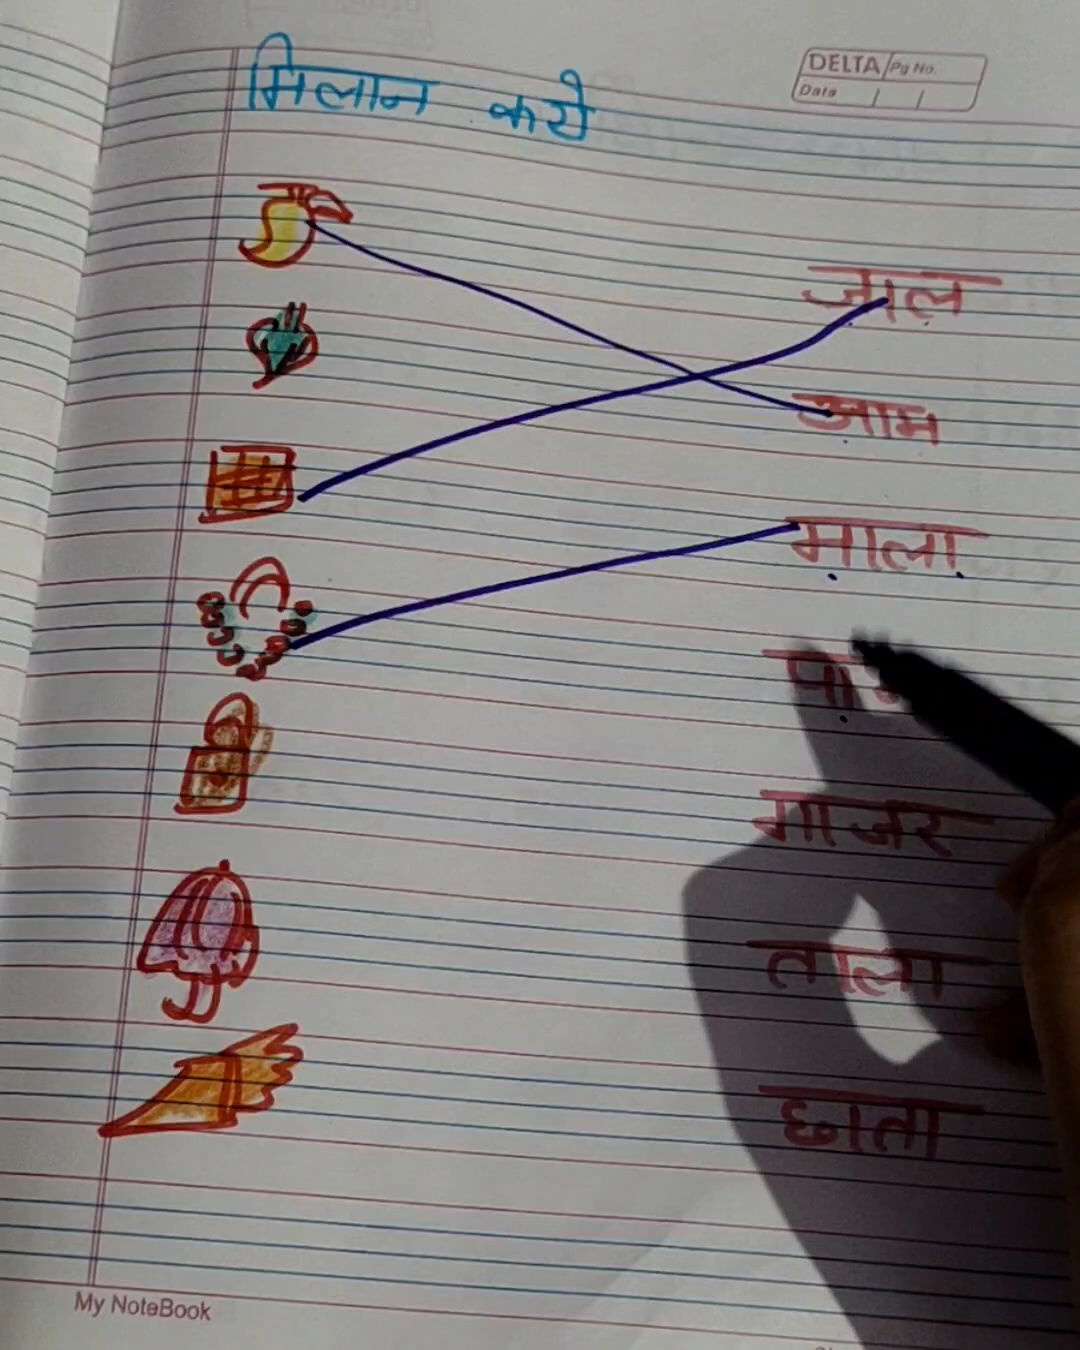 मिलान करो
DELTA Pg No.
Date / /
जाल
आम
माला
गाजर
ताला
छाता
My NoteBook